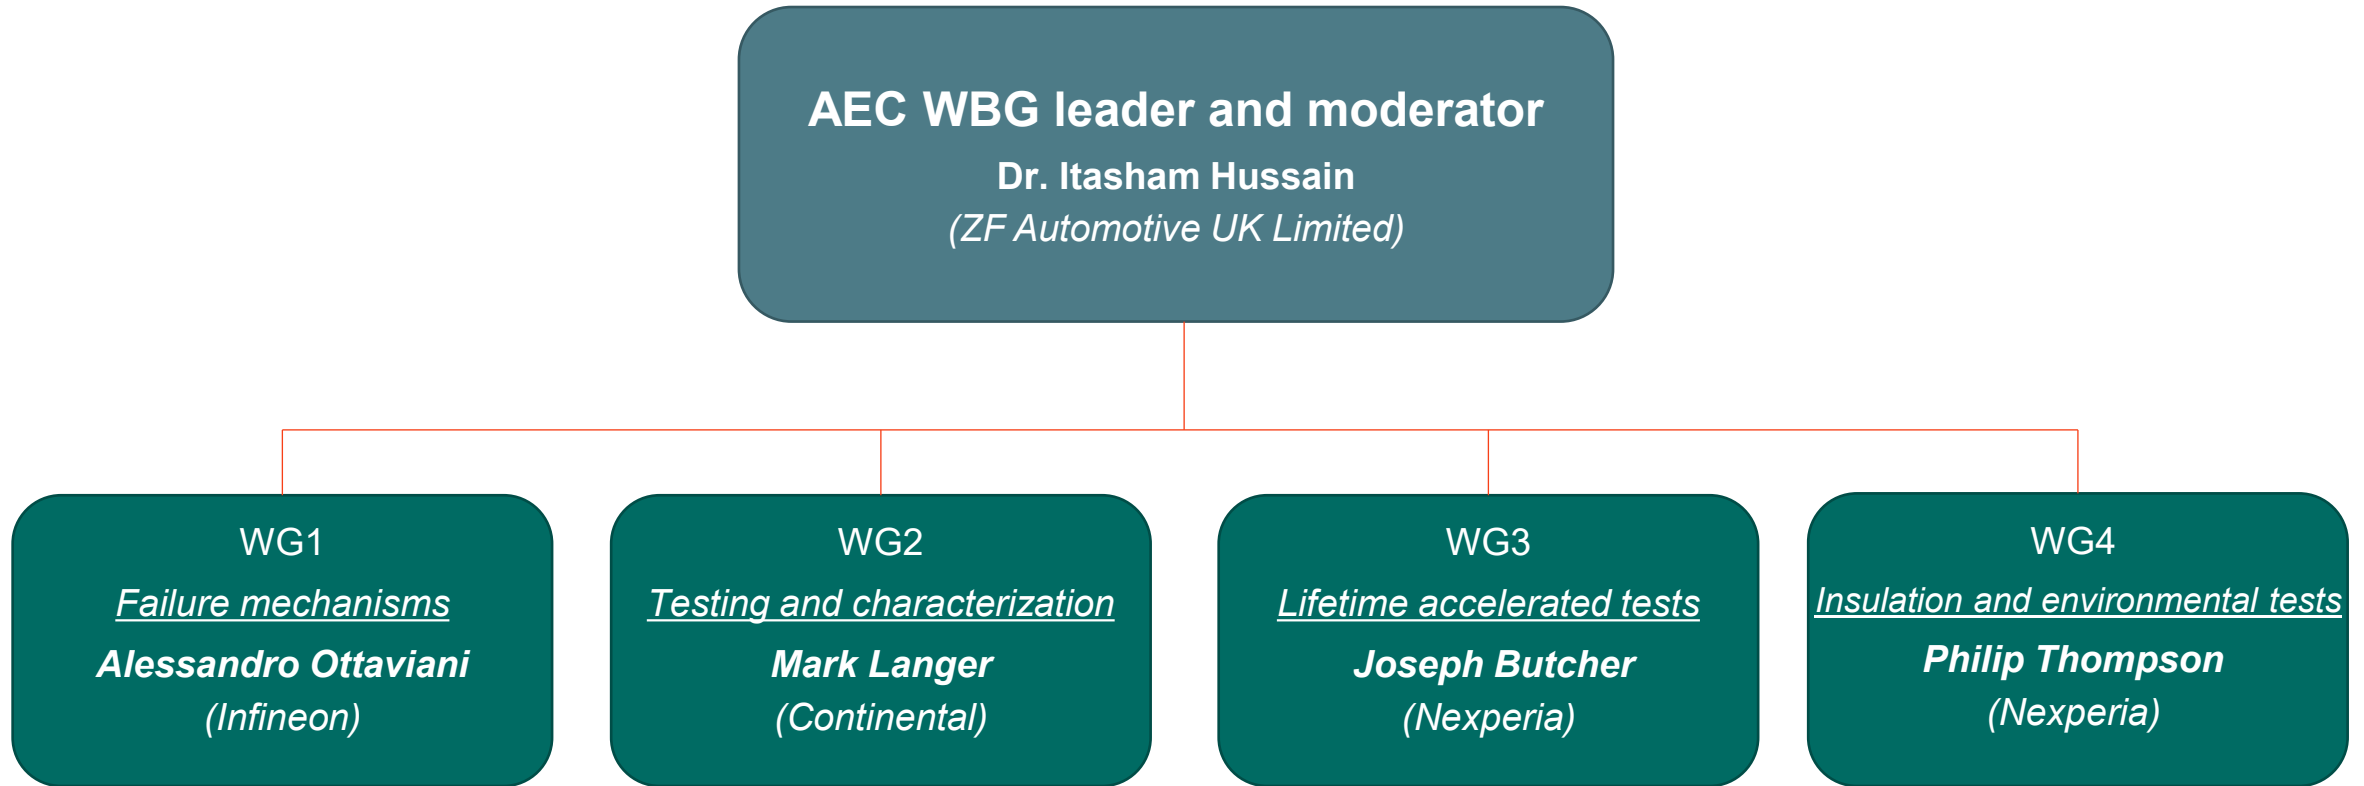 AEC WBG leader and moderator
Dr. Itasham Hussain
(ZF Automotive UK Limited)
WG1
Failure mechanisms
Alessandro Ottaviani
(Infineon)
WG2
Testing and characterization
Mark Langer
(Continental)
WG3
Lifetime accelerated tests
Joseph Butcher
(Nexperia)
WG4
Insulation and environmental tests
Philip Thompson
(Nexperia)